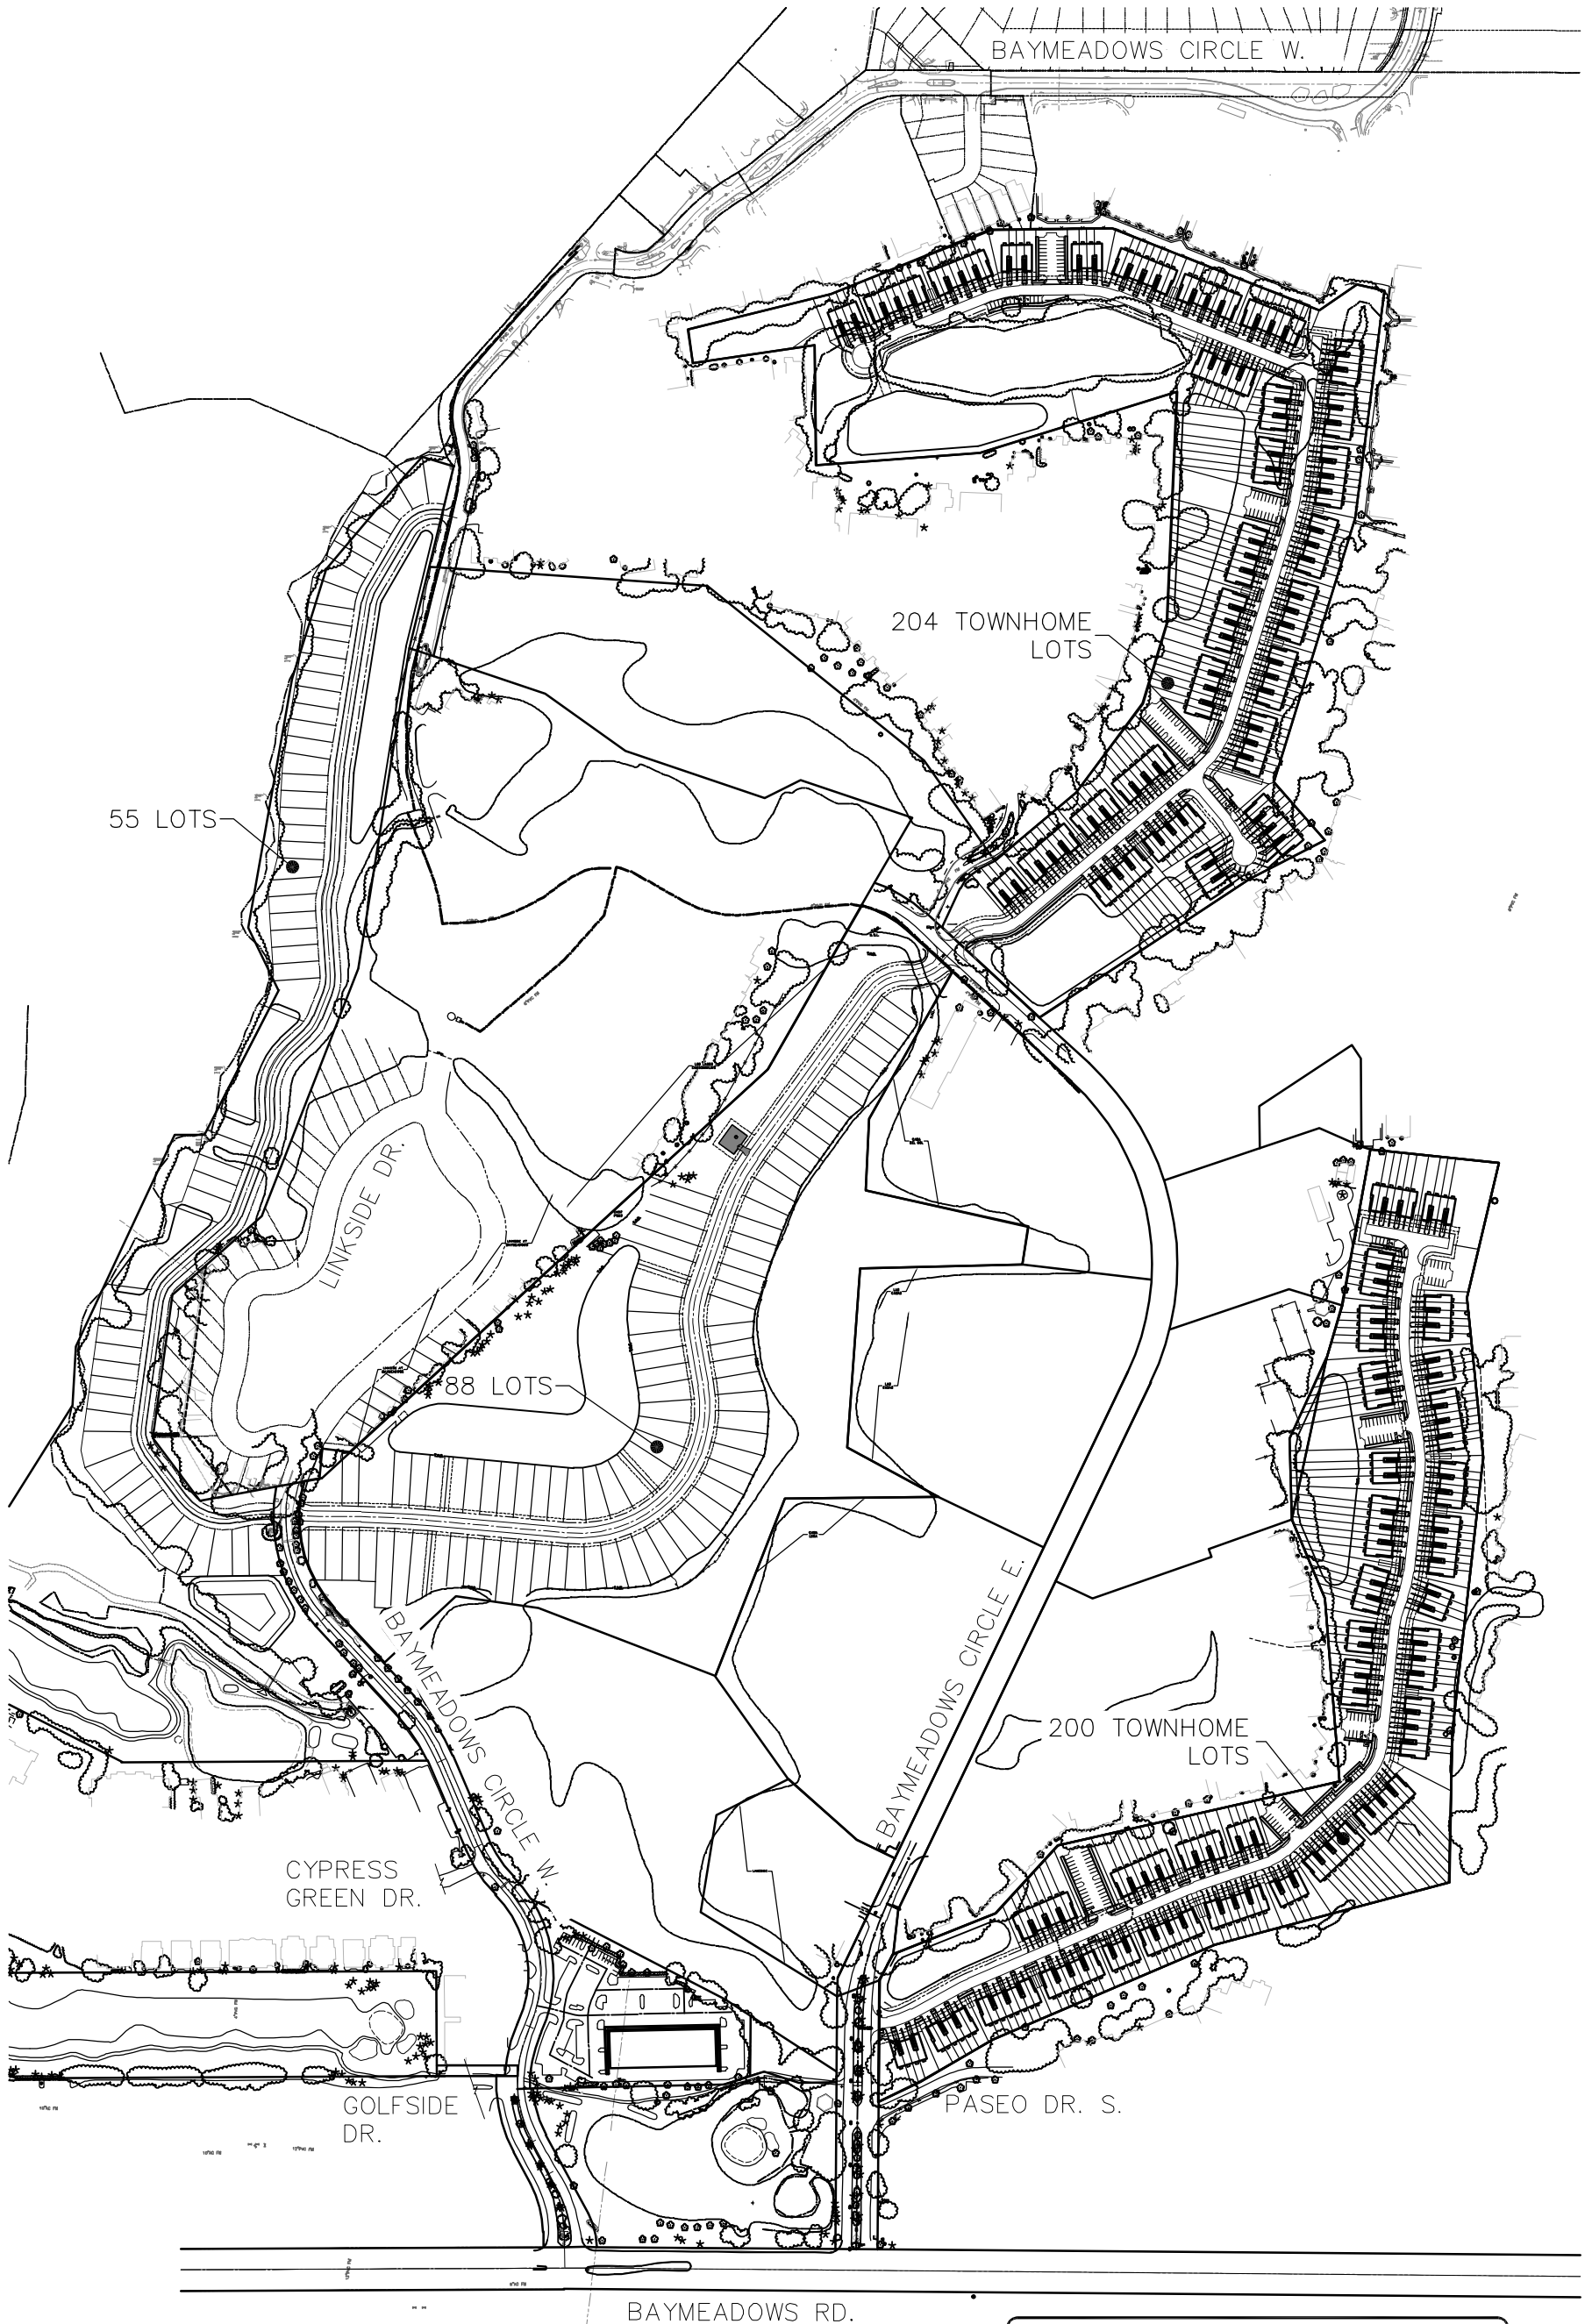 BAYMEADOWS CIRCLE W.
204 TOWNHOME
LOTS
55 LOTS
LINKSIDE DR.
88 LOTS
BAYMEADOWS CIRCLE W.
BAYMEADOWS CIRCLE E.
200 TOWNHOME
LOTS
CYPRESS
GREEN DR.
GOLFSIDE
DR.
PASEO DR. S.
BAYMEADOWS RD.